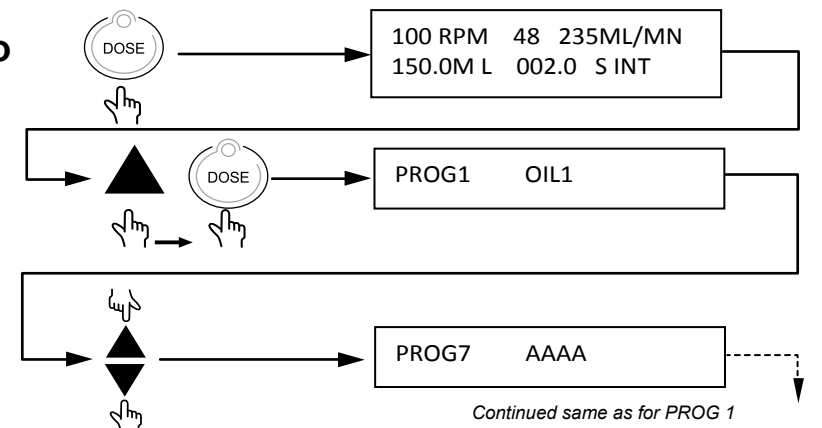 DOSE
100 RPM 48 235ML/MN
150.0M L 002.0 S INT
DOSE
PROG1 OIL1
PROG7 AAAA
Continued same as for PROG 1